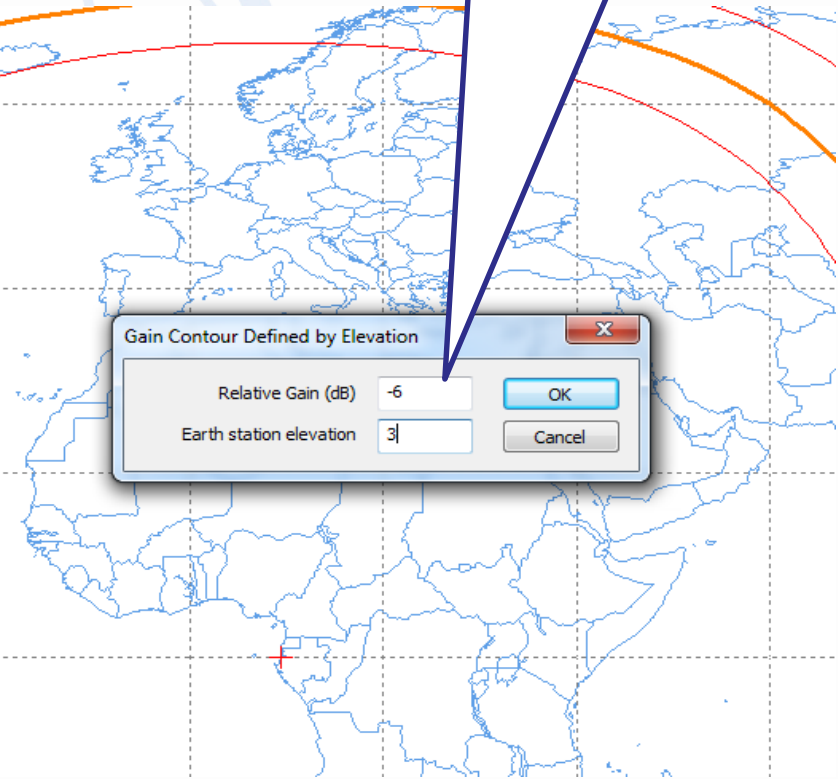 Gain Contour Defined by Elevation
Relative Gain (dB) -6 OK
Earth station elevation 3 Cancel